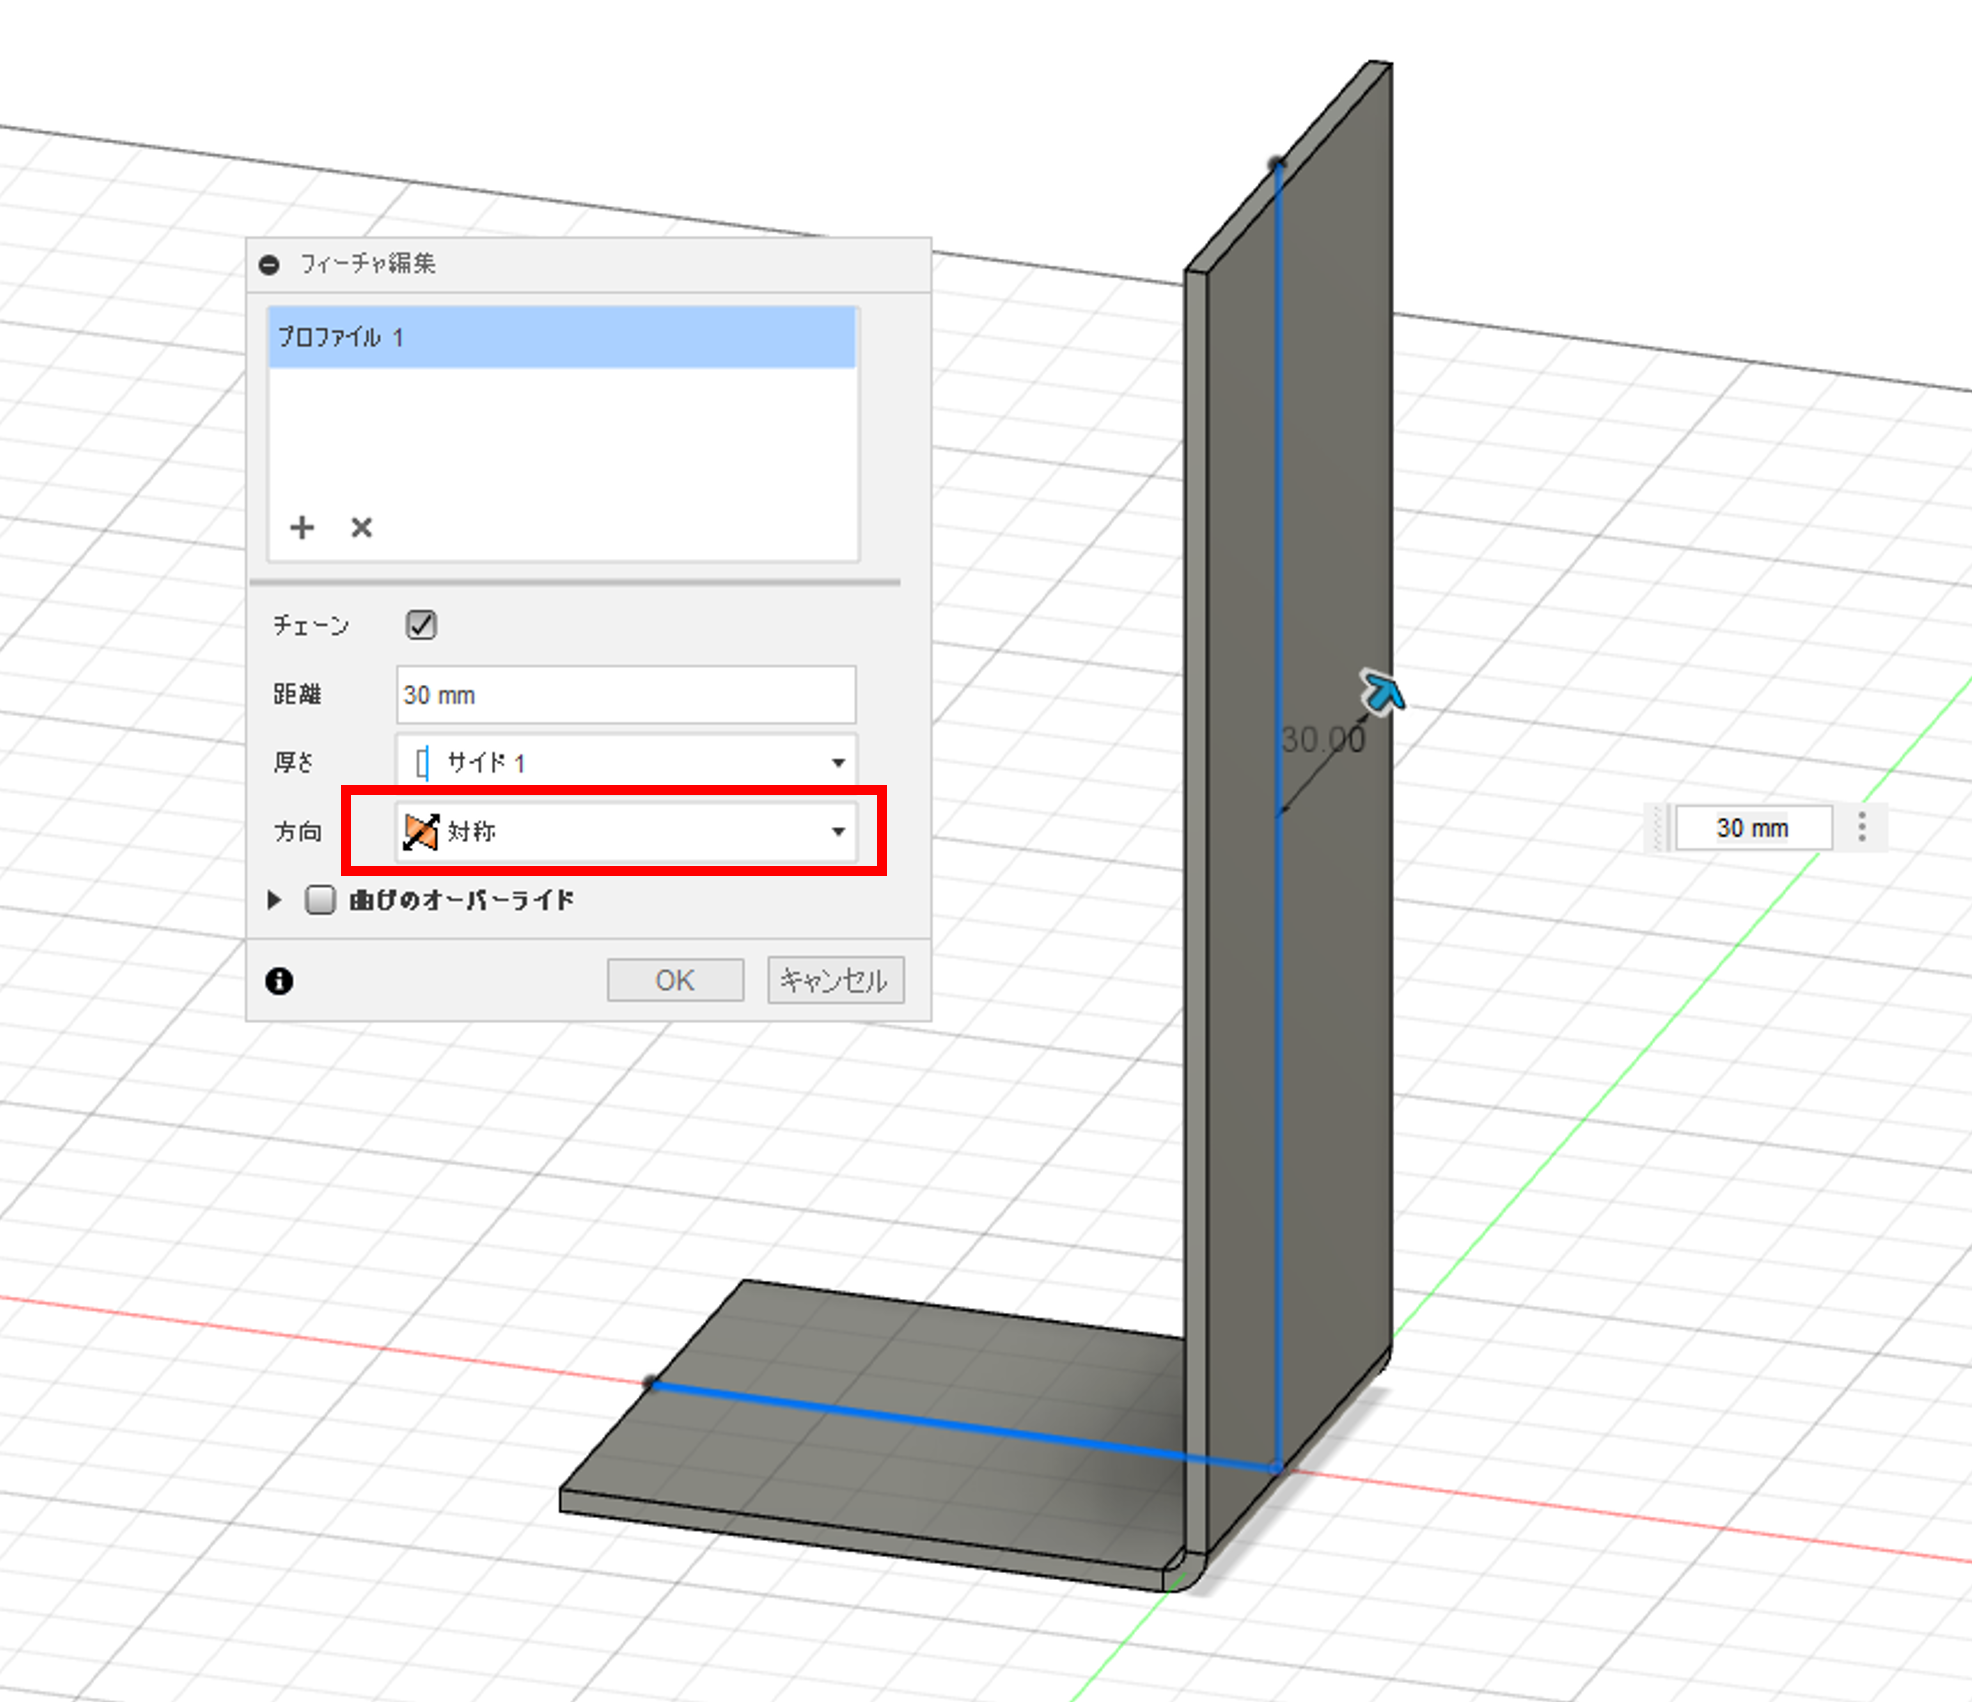 フィーチャ編集
プロファイル 1
チェーン
距離 30 mm
厚さ サイド 1
方向 対称
曲げのオーバーライド
OK キャンセル
30.00
30 mm